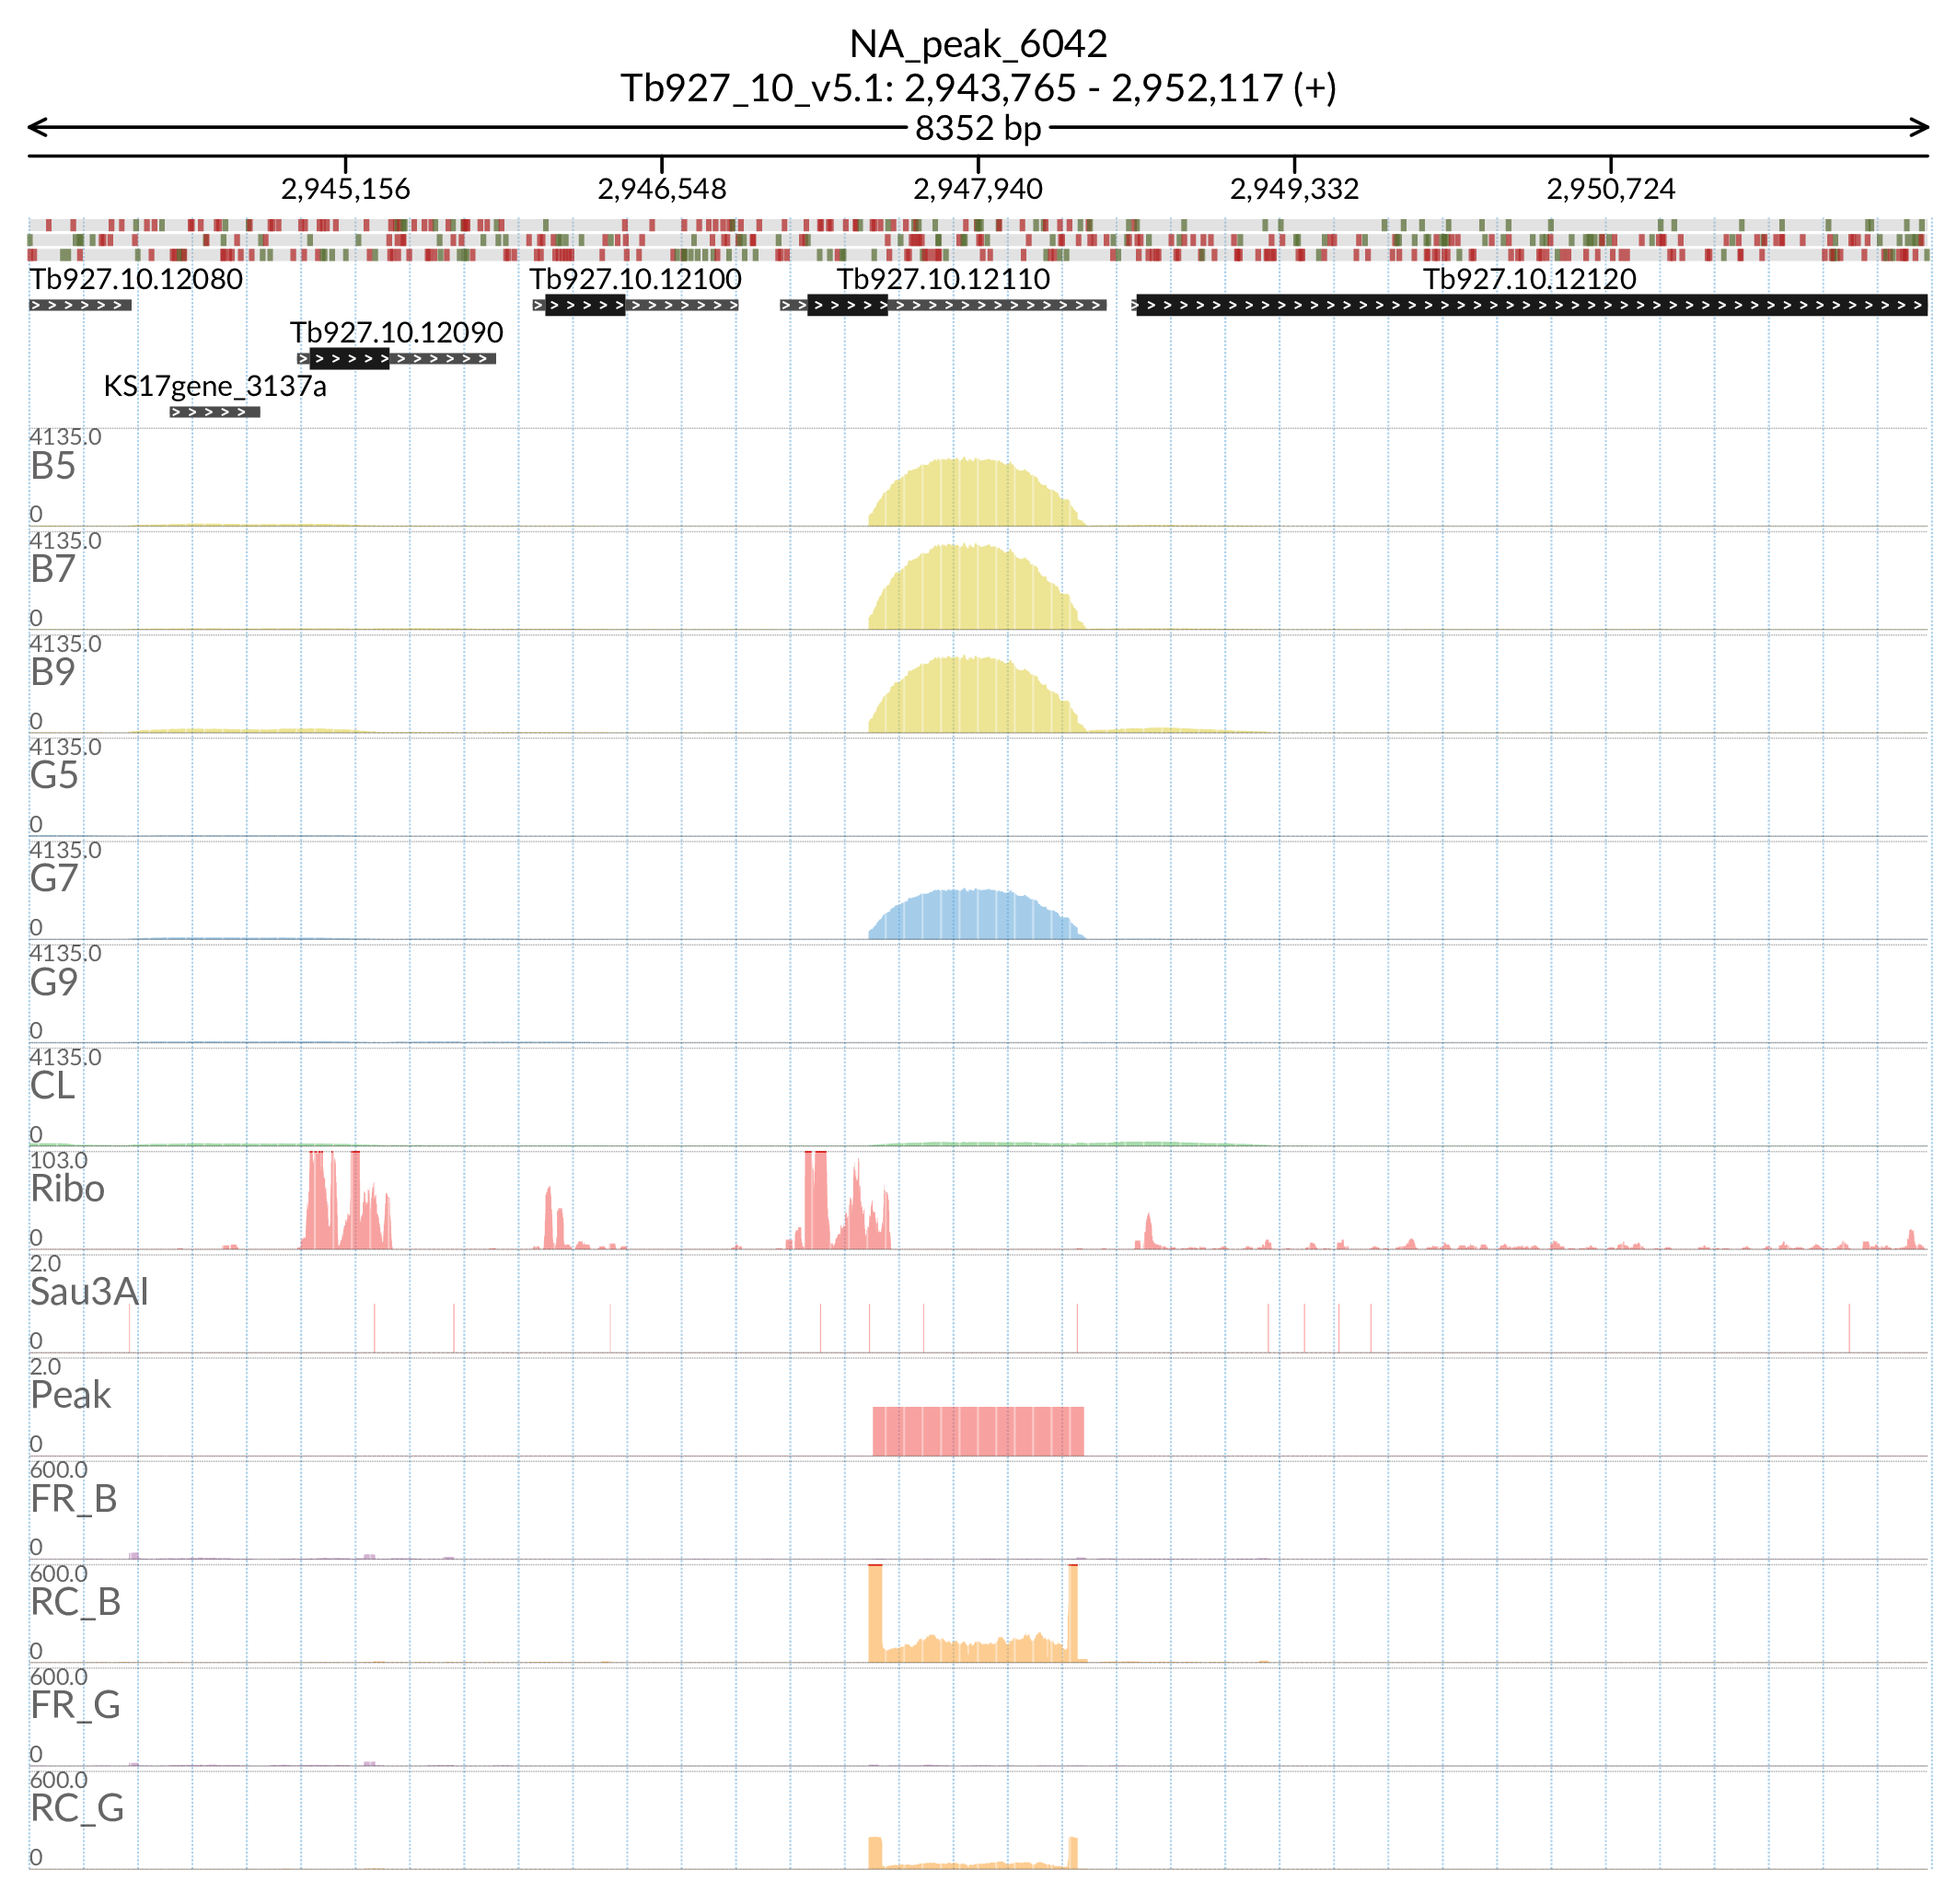 NA_peak_6042
Tb927_10_v5.1: 2,943,765 - 2,952,117 (+)
8352 bp
2,945,156 2,946,548 2,947,940 2,949,332 2,950,724
Tb927.10.12080 Tb927.10.12100 Tb927.10.12110 Tb927.10.12120
Tb927.10.12090
KS17gene_3137a
4135.0
B5
0
4135.0
B7
0
4135.0
B9
0
4135.0
G5
0
4135.0
G7
0
4135.0
G9
0
4135.0
CL
0
103.0
Ribo
0
2.0
Sau3AI
0
2.0
Peak
0
600.0
FR_B
0
600.0
RC_B
0
600.0
FR_G
0
600.0
RC_G
0